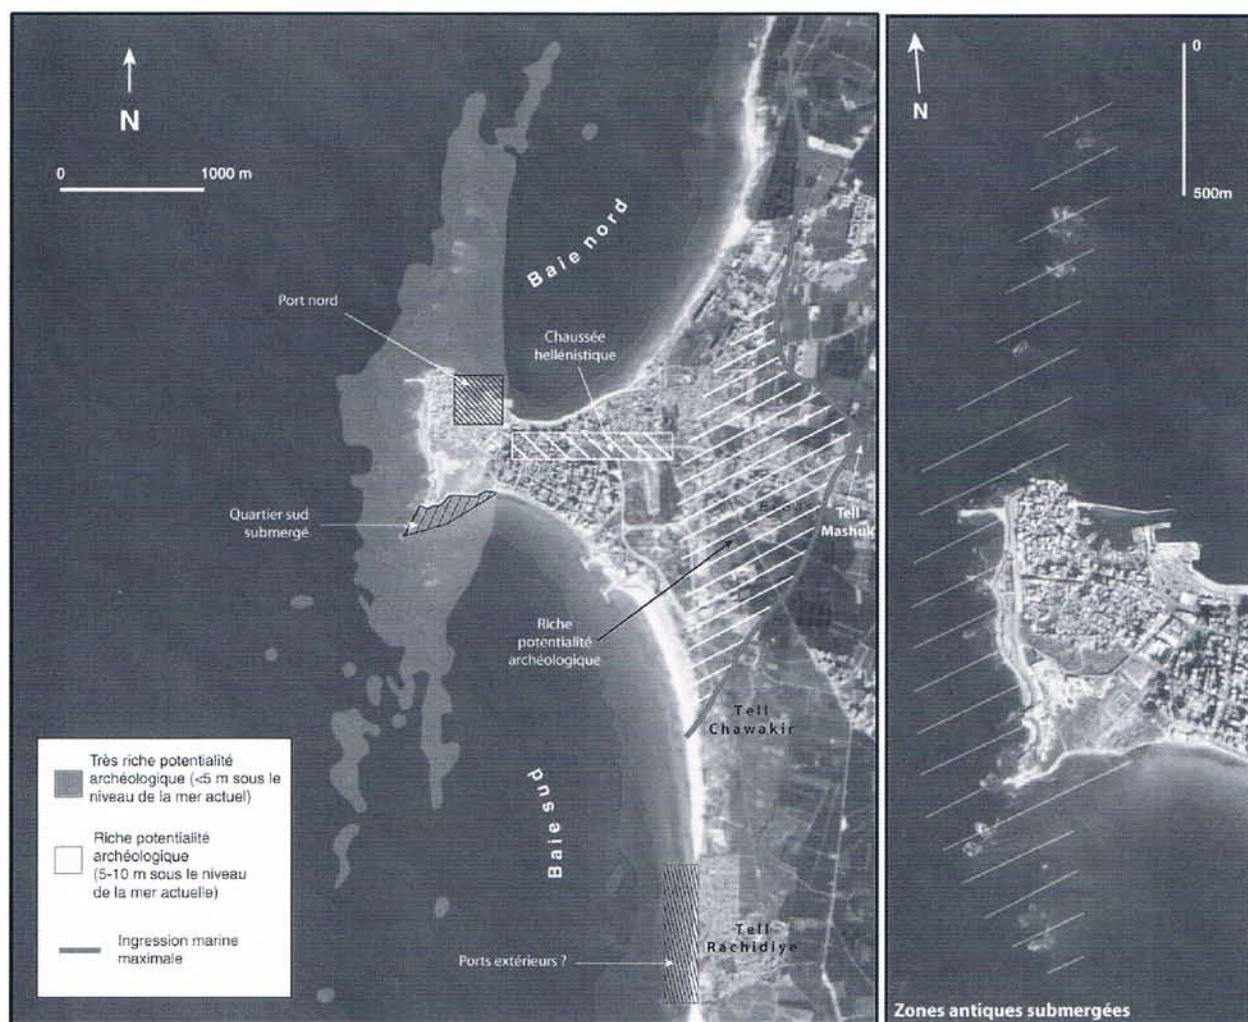 N
0
1000 m
Baie nord
Port nord
Chaussée
hellénistique
Quartier sud
submergé
Tell
Mashuk
Riche
potentialité
archéologique
Tell
Chawakir
Baie sud
Tell
Rachidiye
Ports extérieurs ?
Très riche potentialité
archéologique (<5 m sous le
niveau de la mer actuel)
Riche potentialité
archéologique
(5-10 m sous le niveau
de la mer actuelle)
Ingression marine
maximale
N
0
500m
Zones antiques submergées